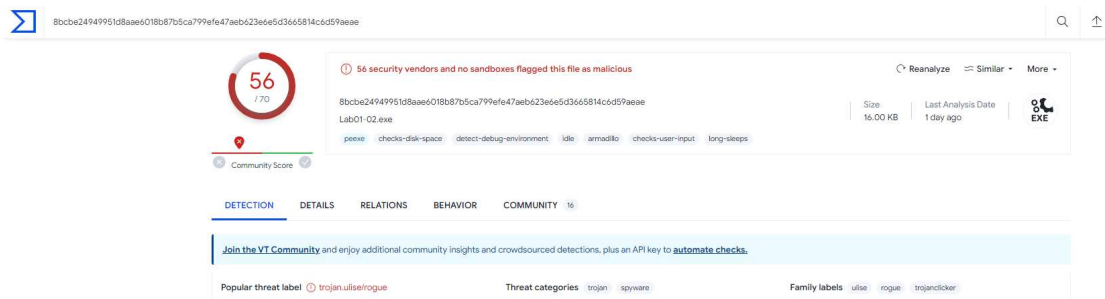 8bcbe24949951d8aae6018b87b5ca799efe47aeb623e6e5d3665814c6d59aeae
56
/ 70
Community Score
56 security vendors and no sandboxes flagged this file as malicious
Reanalyze Similar More
8bcbe24949951d8aae6018b87b5ca799efe47aeb623e6e5d3665814c6d59aeae
Lab01-02.exe
Size
16.00 KB
Last Analysis Date
1 day ago
EXE
peexe checks-disk-space detect-debug-environment idle armadillo checks-user-input long-sleeps
DETECTION DETAILS RELATIONS BEHAVIOR COMMUNITY 16
Join the VT Community and enjoy additional community insights and crowdsourced detections, plus an API key to automate checks.
Popular threat label trojan.ulise/rogue Threat categories trojan spyware Family labels ulise rogue trojanclicker